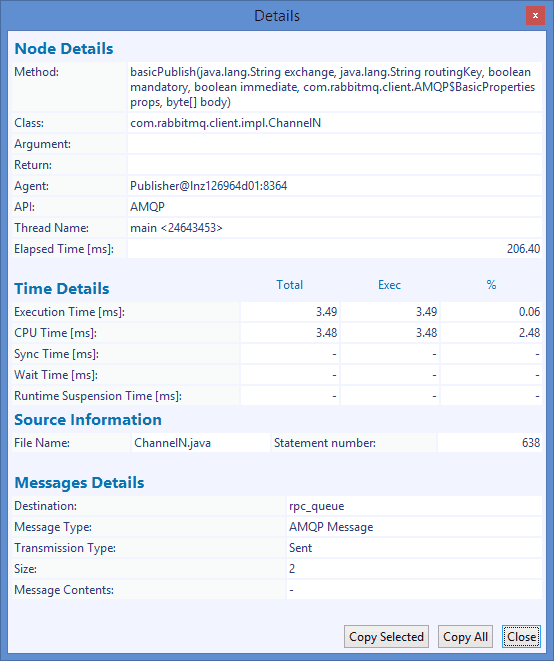 Details
x
Node Details
Method: basicPublish(java.lang.String exchange, java.lang.String routingKey, boolean
mandatory, boolean immediate, com.rabbitmq.client.AMQP$BasicProperties
props, byte[] body)
Class: com.rabbitmq.client.impl.ChannelN
Argument:
Return:
Agent: Publisher@lnz126964d01:8364
API: AMQP
Thread Name: main <24643453>
Elapsed Time [ms]: 206.40
Time Details Total Exec %
Execution Time [ms]: 3.49 3.49 0.06
CPU Time [ms]: 3.48 3.48 2.48
Sync Time [ms]: - - -
Wait Time [ms]: - - -
Runtime Suspension Time [ms]: - - -
Source Information
File Name: ChannelN.java Statement number: 638
Messages Details
Destination: rpc_queue
Message Type: AMQP Message
Transmission Type: Sent
Size: 2
Message Contents: -
Copy Selected Copy All Close